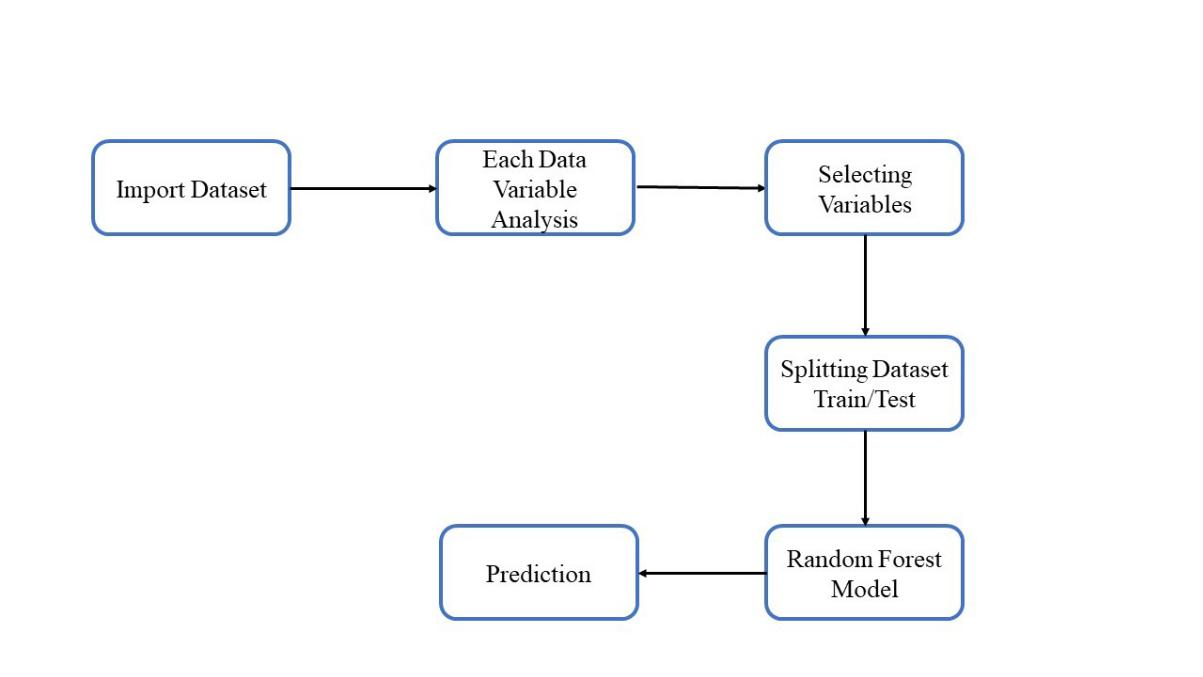 Import Dataset
Each Data
Variable
Analysis
Selecting
Variables
Splitting Dataset
Train/Test
Random Forest
Model
Prediction